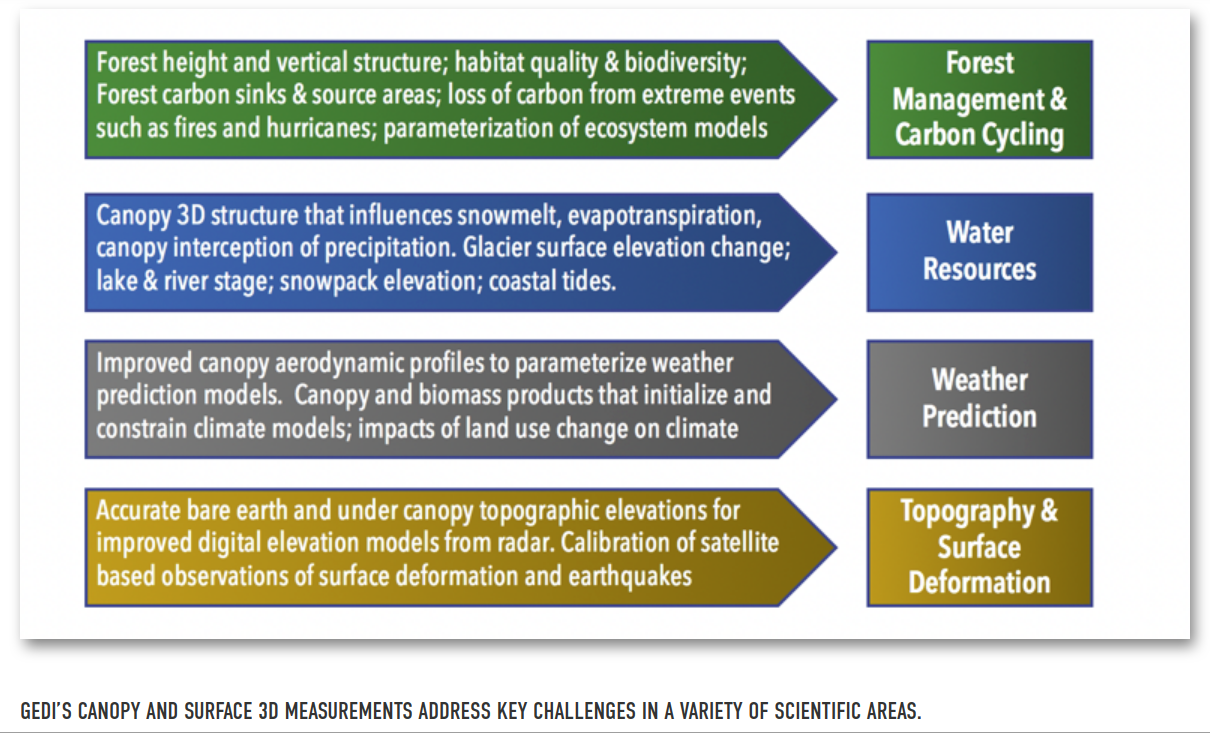 Forest height and vertical structure; habitat quality & biodiversity;
Forest carbon sinks & source areas; loss of carbon from extreme events
such as fires and hurricanes; parameterization of ecosystem models
Forest
Management &
Carbon Cycling
Canopy 3D structure that influences snowmelt, evapotranspiration,
canopy interception of precipitation. Glacier surface elevation change;
lake & river stage; snowpack elevation; coastal tides.
Water
Resources
Improved canopy aerodynamic profiles to parameterize weather
prediction models.  Canopy and biomass products that initialize and
constrain climate models; impacts of land use change on climate
Weather
Prediction
Accurate bare earth and under canopy topographic elevations for
improved digital elevation models from radar. Calibration of satellite
based observations of surface deformation and earthquakes
Topography &
Surface
Deformation
GEDI'S CANOPY AND SURFACE 3D MEASUREMENTS ADDRESS KEY CHALLENGES IN A VARIETY OF SCIENTIFIC AREAS.